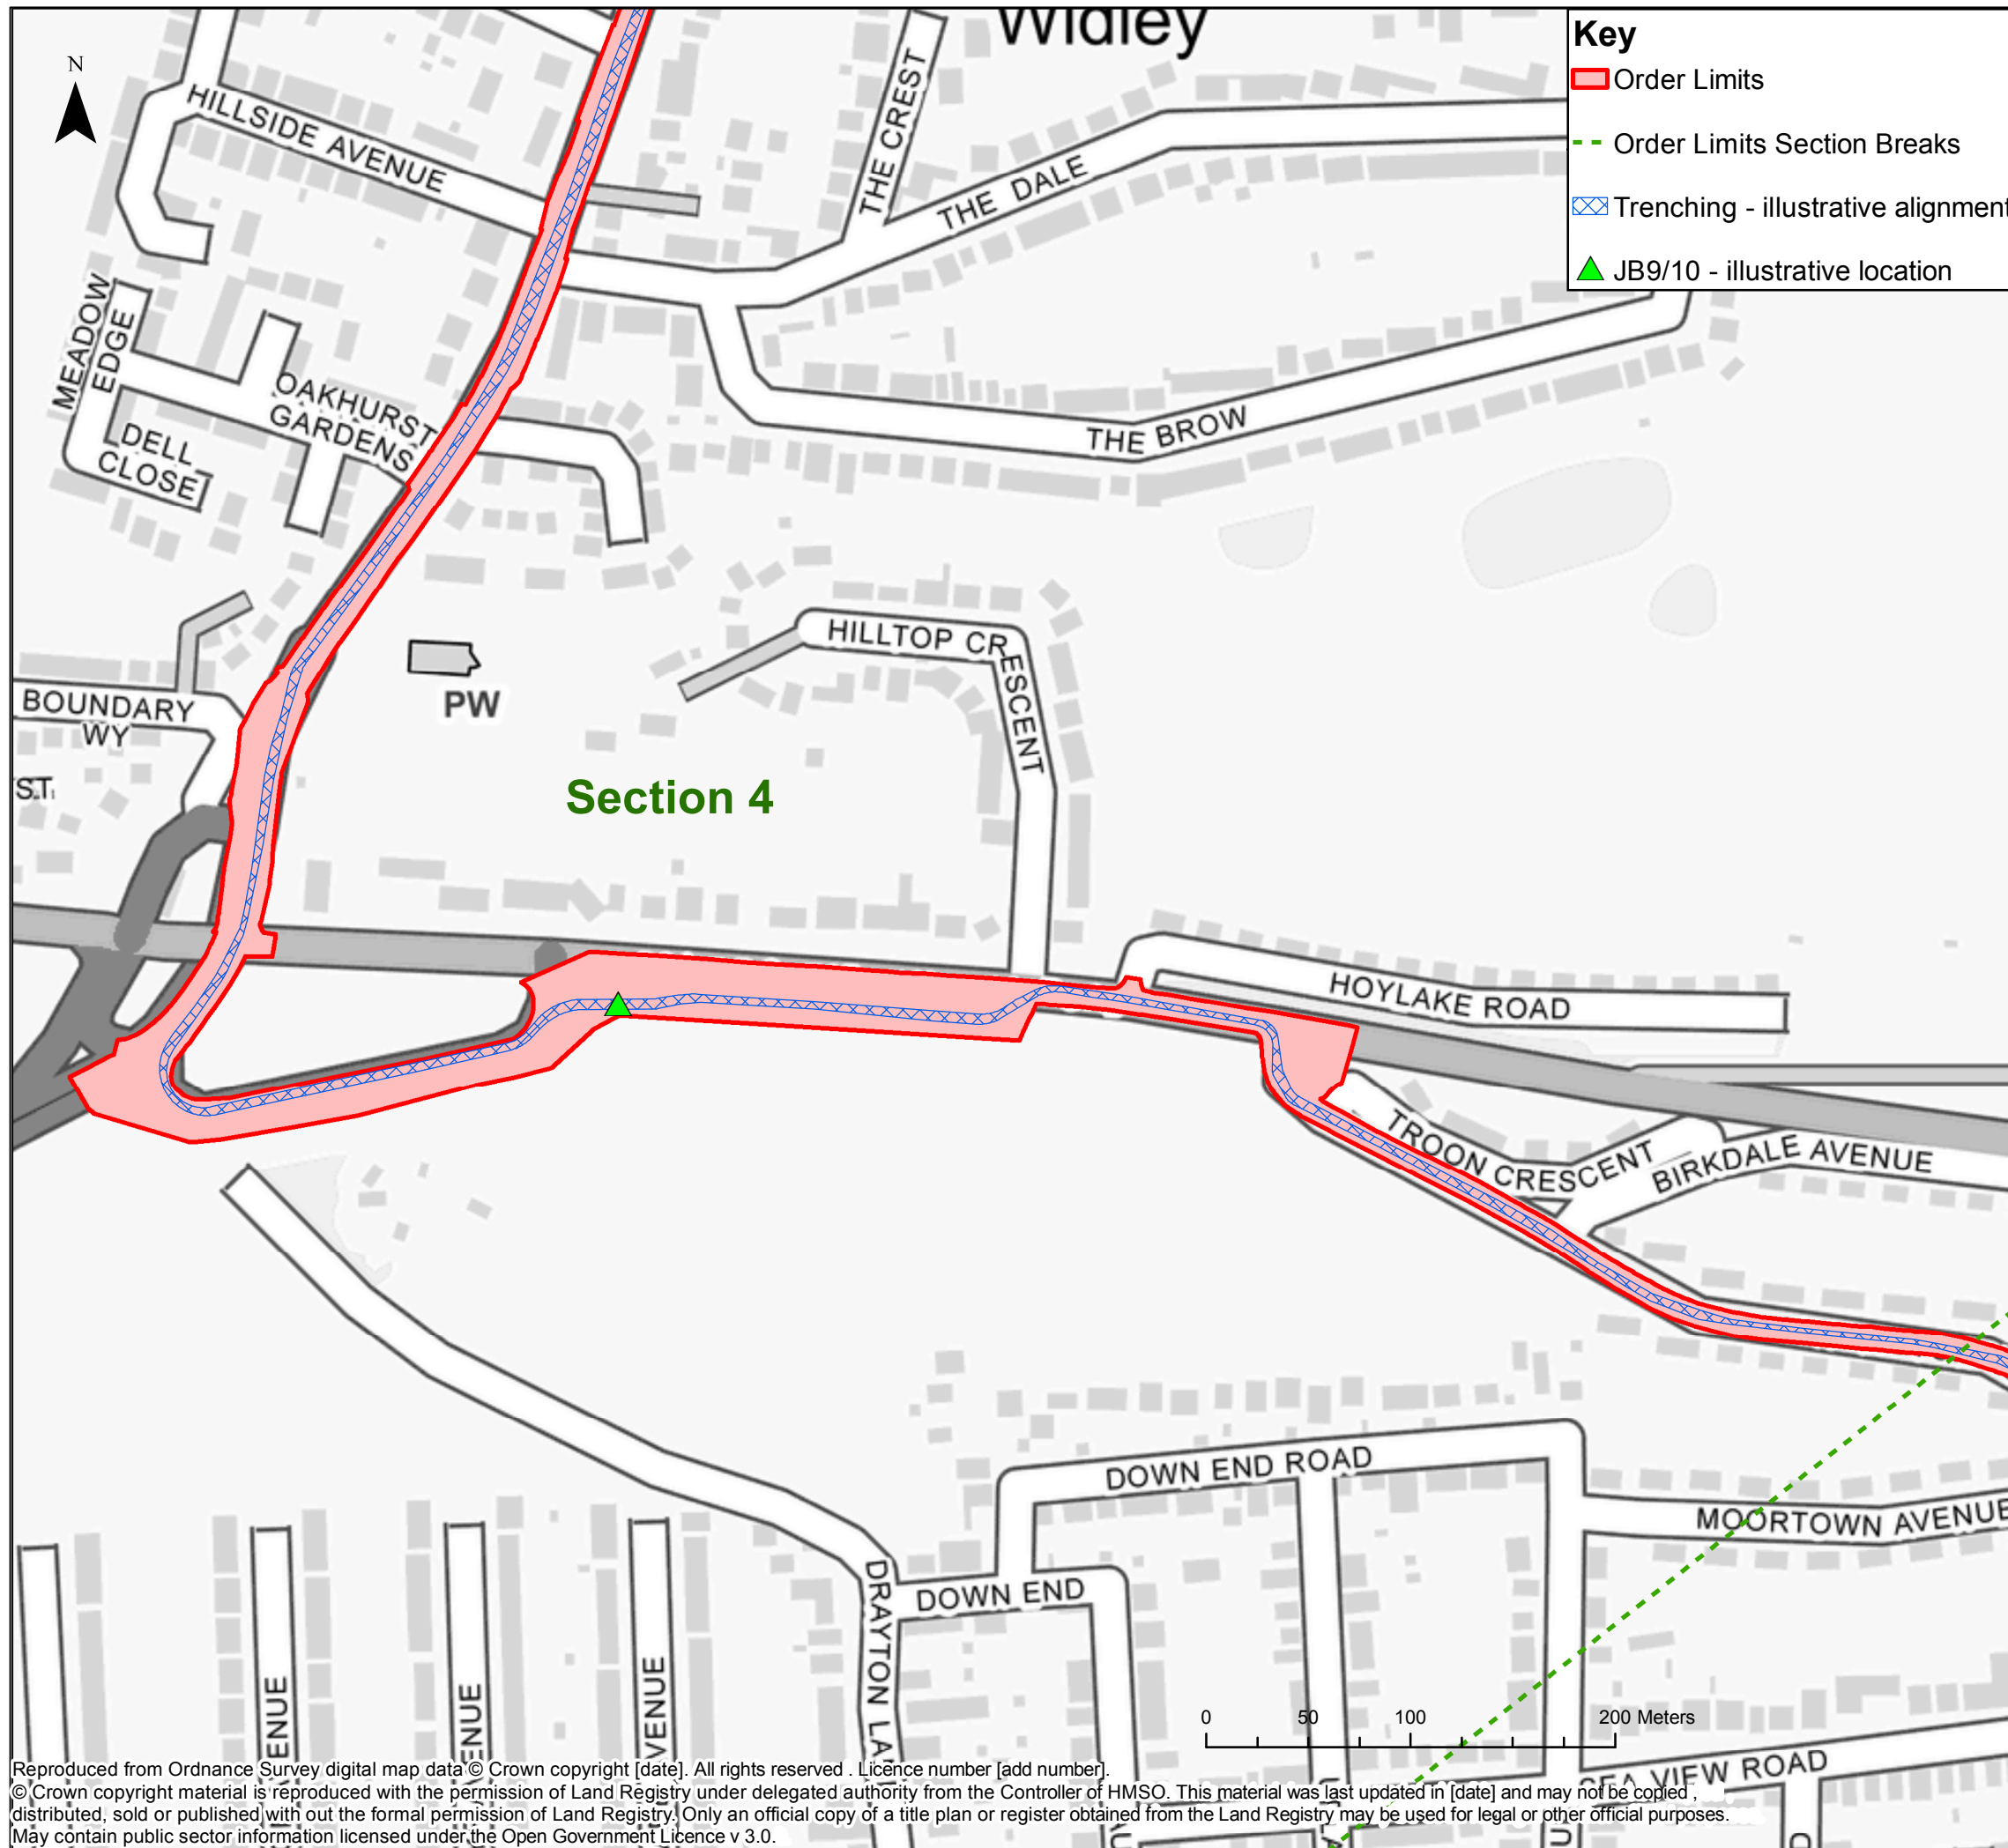 Widley
Key
Order Limits
Order Limits Section Breaks
Trenching - illustrative alignment
JB9/10 - illustrative location
N
HILLSIDE AVENUE
THE CREST
THE DALE
MEADOW
EDGE
OAKHURST
GARDENS
DELL
CLOSE
THE BROW
HILLTOP CRESCENT
PW
BOUNDARY
WY
ST
Section 4
HOYLAKE ROAD
TROON CRESCENT
BIRKDALE AVENUE
DOWN END ROAD
MOORTOWN AVENUE
DOWN END
DRAYTON LA
ENUE
ENUE
VENUE
0 50 100 200 Meters
SEA VIEW ROAD
Reproduced from Ordnance Survey digital map data © Crown copyright [date]. All rights reserved . Licence number [add number].
© Crown copyright material is reproduced with the permission of Land Registry under delegated authority from the Controller of HMSO. This material was last updated in [date] and may not be copied ,
distributed, sold or published with out the formal permission of Land Registry. Only an official copy of a title plan or register obtained from the Land Registry may be used for legal or other official purposes.
May contain public sector information licensed under the Open Government Licence v 3.0.